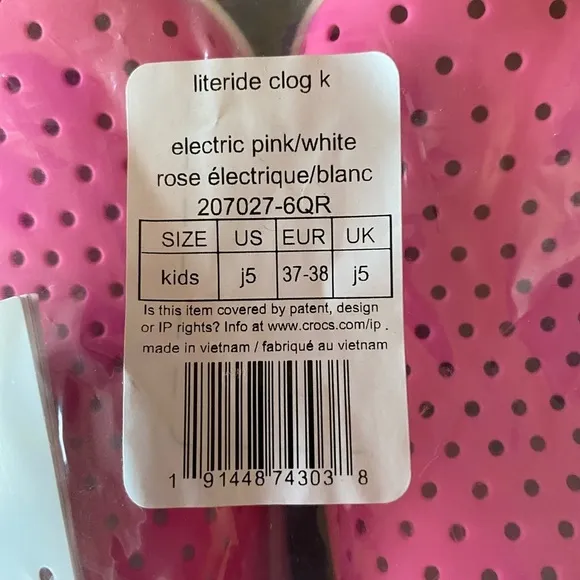 literide clog k
electric pink/white
rose électrique/blanc
207027-6QR
SIZE US EUR UK
kids j5 37-38 j5
Is this item covered by patent, design
or IP rights? Info at www.crocs.com/ip .
made in vietnam / fabriqué au vietnam
1 91448 74303 8